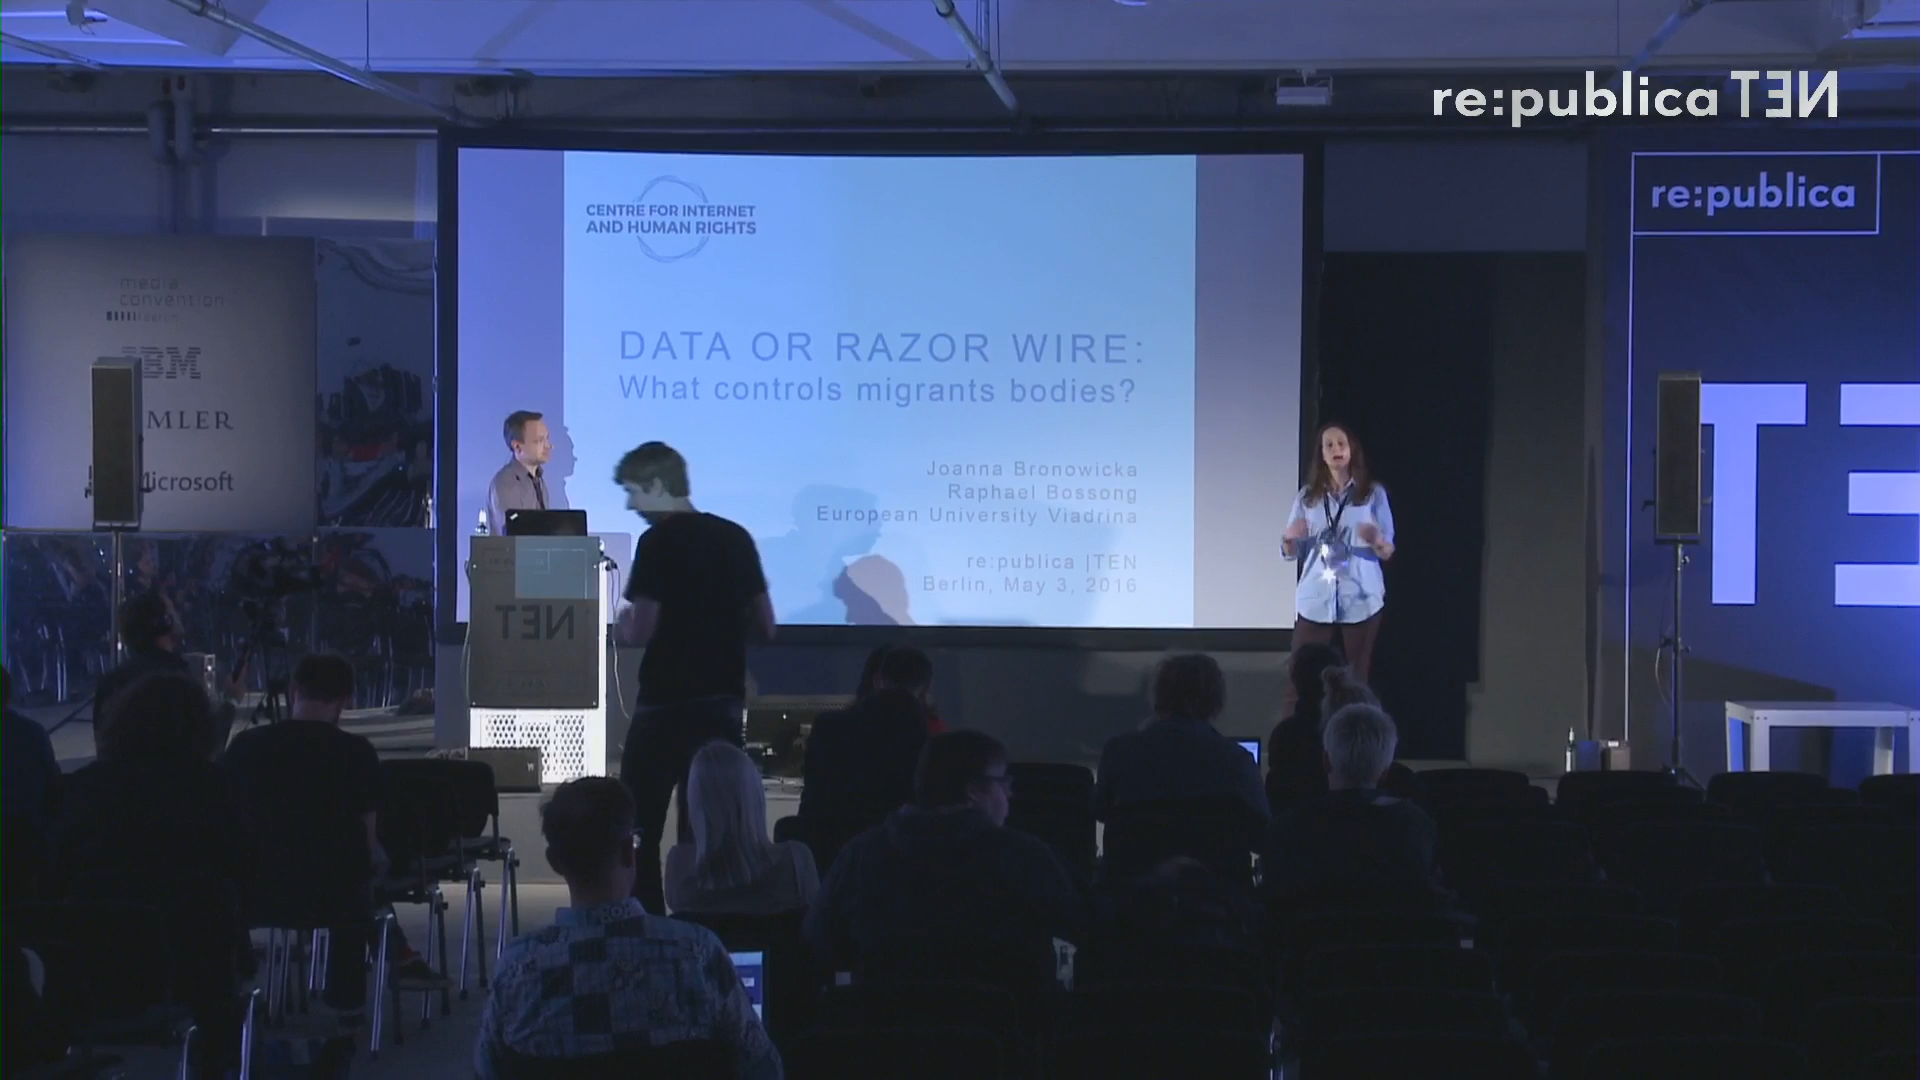 re:publica TEN
re:publica
TE
CENTRE FOR INTERNET
AND HUMAN RIGHTS
DATA OR RAZOR WIRE:
What controls migrants bodies?
Joanna Bronowicka
Raphael Bossong
European University Viadrina
re:publica |TEN
Berlin, May 3, 2016
media
convention
IBM
MLER
Microsoft
TEN